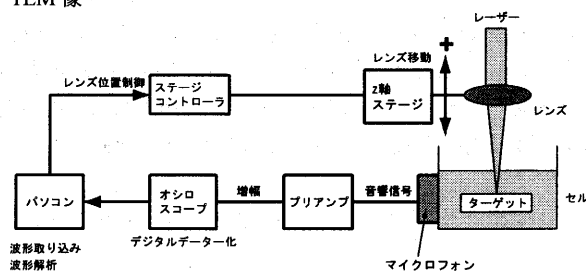 TEM 像
レーザー
レンズ移動
+
レンズ位置制御
ステージ
コントローラ
z軸
ステージ
レンズ
パソコン
オシロ
スコープ
増幅
プリアンプ
音響信号
ターゲット
セル
波形取り込み
波形解析
デジタルデーター化
マイクロフォン